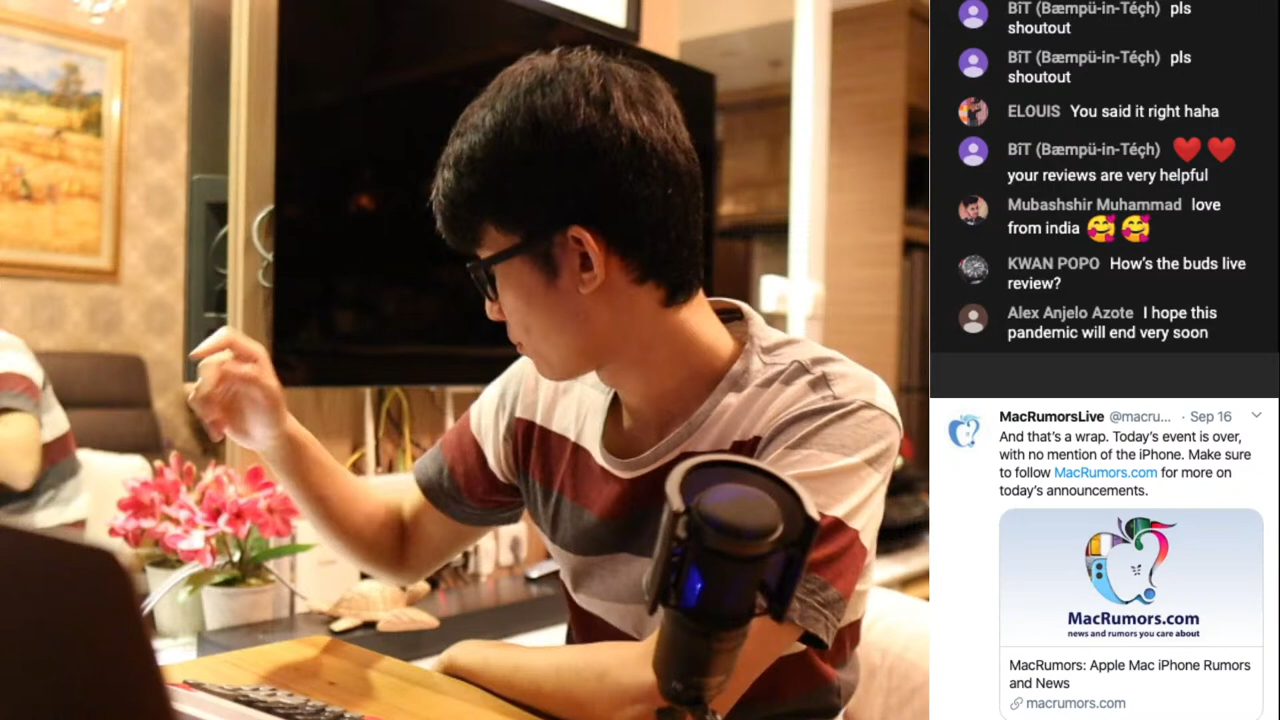 BîT (Bæmpü-in-Téçh) pls
shoutout
BîT (Bæmpü-in-Téçh) pls
shoutout
ELOUIS You said it right haha
BîT (Bæmpü-in-Téçh) ❤️❤️
your reviews are very helpful
Mubashshir Muhammad love
from india 🥰 🥰
KWAN POPO How's the buds live
review?
Alex Anjelo Azote I hope this
pandemic will end very soon
MacRumorsLive @macru... · Sep 16
And that's a wrap. Today's event is over,
with no mention of the iPhone. Make sure
to follow MacRumors.com for more on
today's announcements.
MacRumors.com
news and rumors you care about
MacRumors: Apple Mac iPhone Rumors
and News
macrumors.com